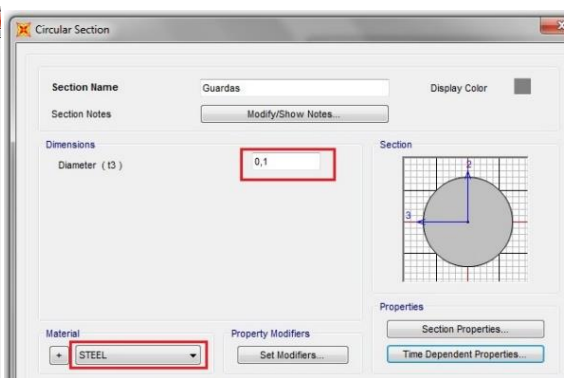 Circular Section
Section Name Guardas Display Color
Section Notes Modify/Show Notes...
Dimensions Section
Diameter ( t3 ) 0,1
2
3
Properties
Material Property Modifiers Section Properties...
+ STEEL Set Modifiers... Time Dependent Properties...